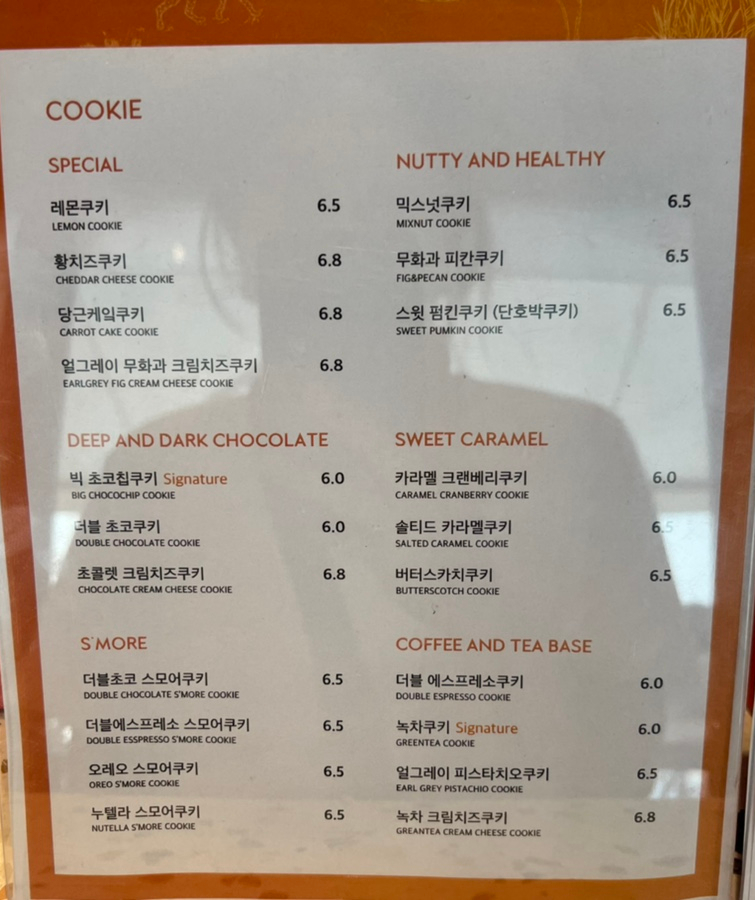 COOKIE
SPECIAL
레몬쿠키 6.5
LEMON COOKIE
황치즈쿠키 6.8
CHEDDAR CHEESE COOKIE
당근케잌쿠키 6.8
CARROT CAKE COOKIE
얼그레이 무화과 크림치즈쿠키 6.8
EARLGREY FIG CREAM CHEESE COOKIE
NUTTY AND HEALTHY
믹스넛쿠키 6.5
MIXNUT COOKIE
무화과 피칸쿠키 6.5
FIG&PECAN COOKIE
스윗 펌킨쿠키 (단호박쿠키) 6.5
SWEET PUMKIN COOKIE
DEEP AND DARK CHOCOLATE
빅 초코칩쿠키 Signature 6.0
BIG CHOCOCHIP COOKIE
더블 초코쿠키 6.0
DOUBLE CHOCOLATE COOKIE
초콜렛 크림치즈쿠키 6.8
CHOCOLATE CREAM CHEESE COOKIE
SWEET CARAMEL
카라멜 크랜베리쿠키 6.0
CARAMEL CRANBERRY COOKIE
솔티드 카라멜쿠키 6.5
SALTED CARAMEL COOKIE
버터스카치쿠키 6.5
BUTTERSCOTCH COOKIE
S'MORE
더블초코 스모어쿠키 6.5
DOUBLE CHOCOLATE S'MORE COOKIE
더블에스프레소 스모어쿠키 6.5
DOUBLE ESSPRESSO S'MORE COOKIE
오레오 스모어쿠키 6.5
OREO S'MORE COOKIE
누텔라 스모어쿠키 6.5
NUTELLA S'MORE COOKIE
COFFEE AND TEA BASE
더블 에스프레소쿠키 6.0
DOUBLE ESPRESSO COOKIE
녹차쿠키 Signature 6.0
GREENTEA COOKIE
얼그레이 피스타치오쿠키 6.5
EARL GREY PISTACHIO COOKIE
녹차 크림치즈쿠키 6.8
GREANTEA CREAM CHEESE COOKIE